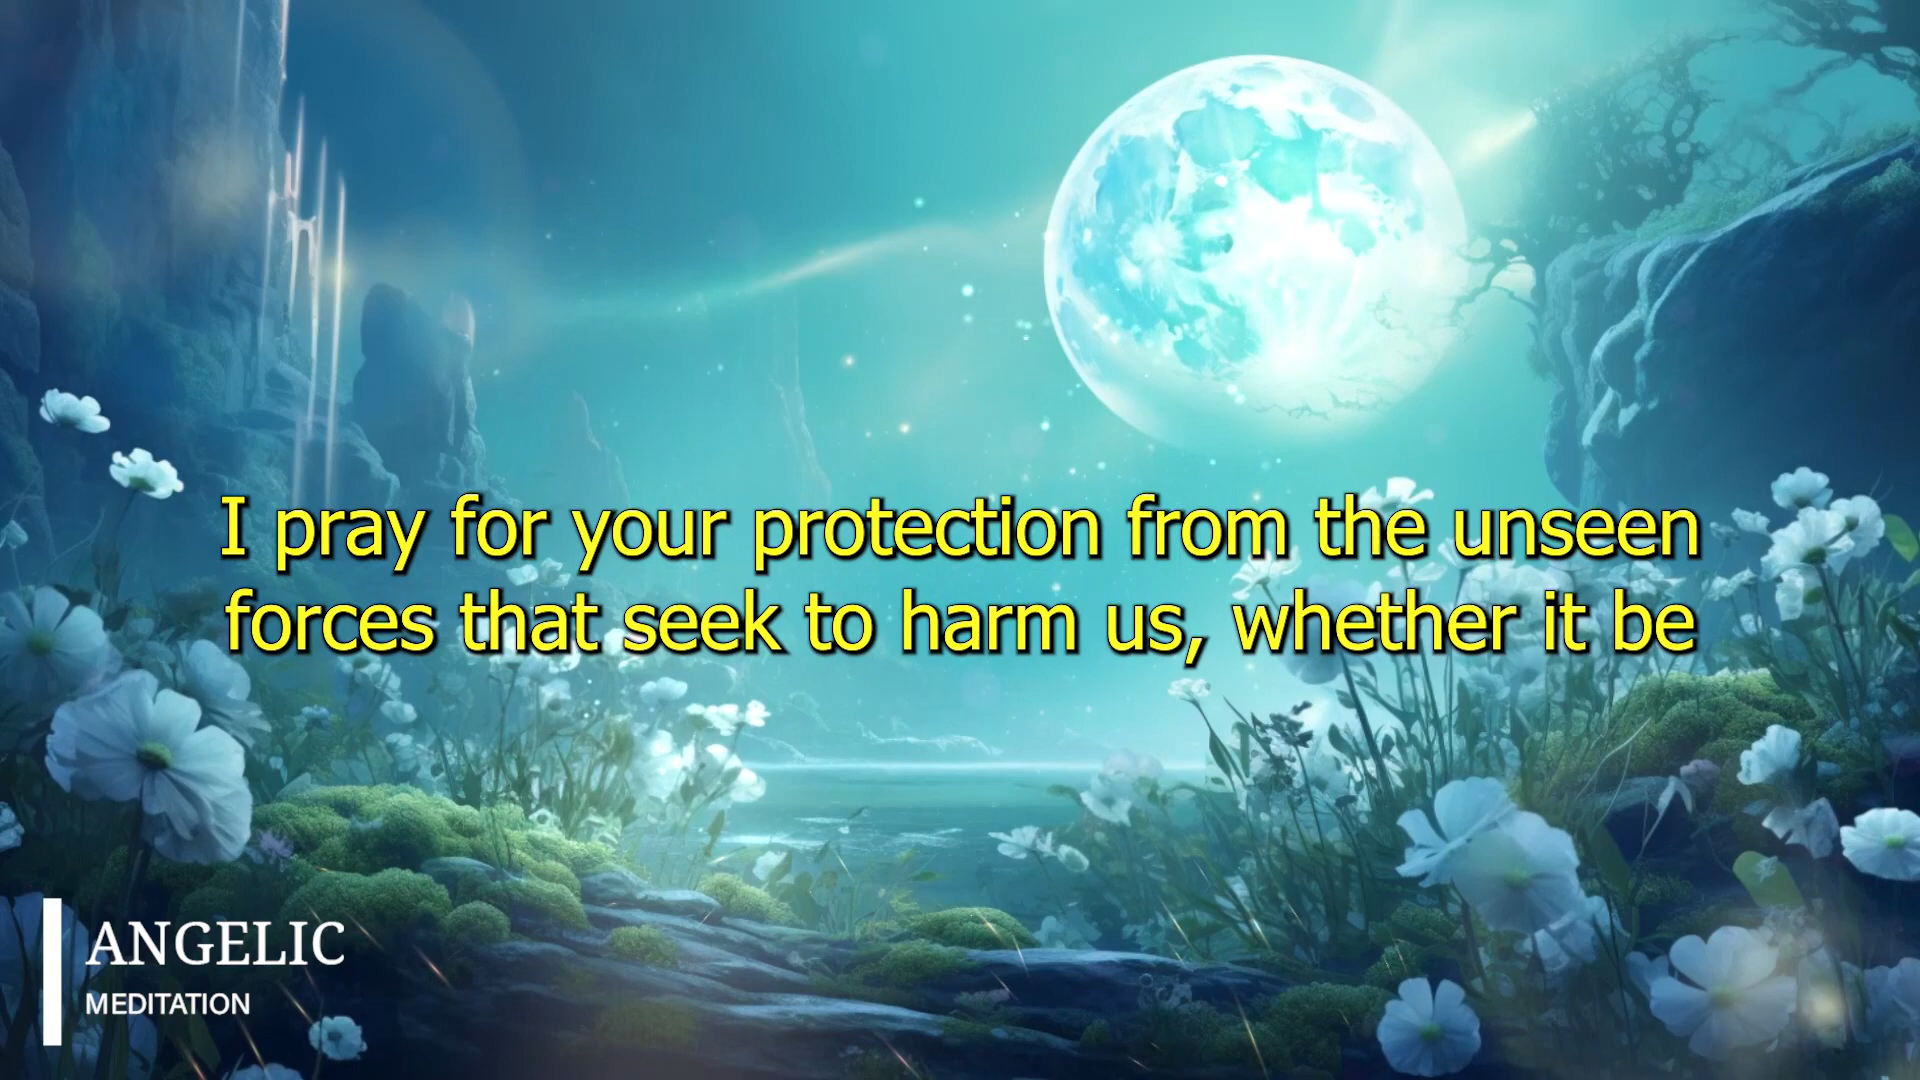 I pray for your protection from the unseen
forces that seek to harm us, whether it be
ANGELIC
MEDITATION